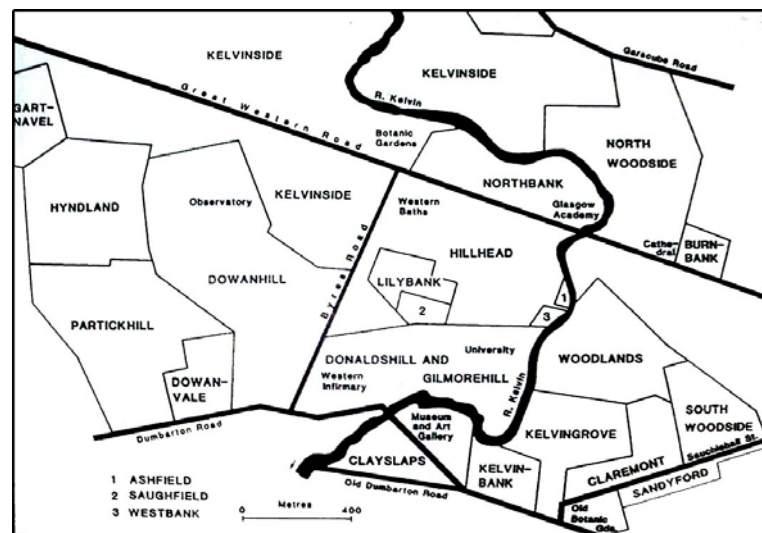 KELVINSIDE
KELVINSIDE
Garscube Road
GART-
NAVEL
Great Western Road
R. Kelvin
Botanic
Gardens
NORTH
WOODSIDE
HYNDLAND
Observatory
KELVINSIDE
NORTHBANK
Western
Baths
Glasgow
Academy
HILLHEAD
Cathe-
dral
BURN-
BANK
DOWANHILL
Byres Road
LILYBANK
1
2
3
PARTICKHILL
University
WOODLANDS
DONALDSHILL AND
GILMOREHILL
Western
Infirmary
DOWAN-
VALE
R. Kelvin
Museum
and Art
Gallery
SOUTH
WOODSIDE
Dumbarton Road
KELVINGROVE
Sauchiehall St.
CLAYSLAPS
KELVIN-
BANK
CLAREMONT
SANDYFORD
Old Dumbarton Road
Old
Botanic
Gdns.
1 ASHFIELD
2 SAUGHFIELD
3 WESTBANK
Metres
0 400